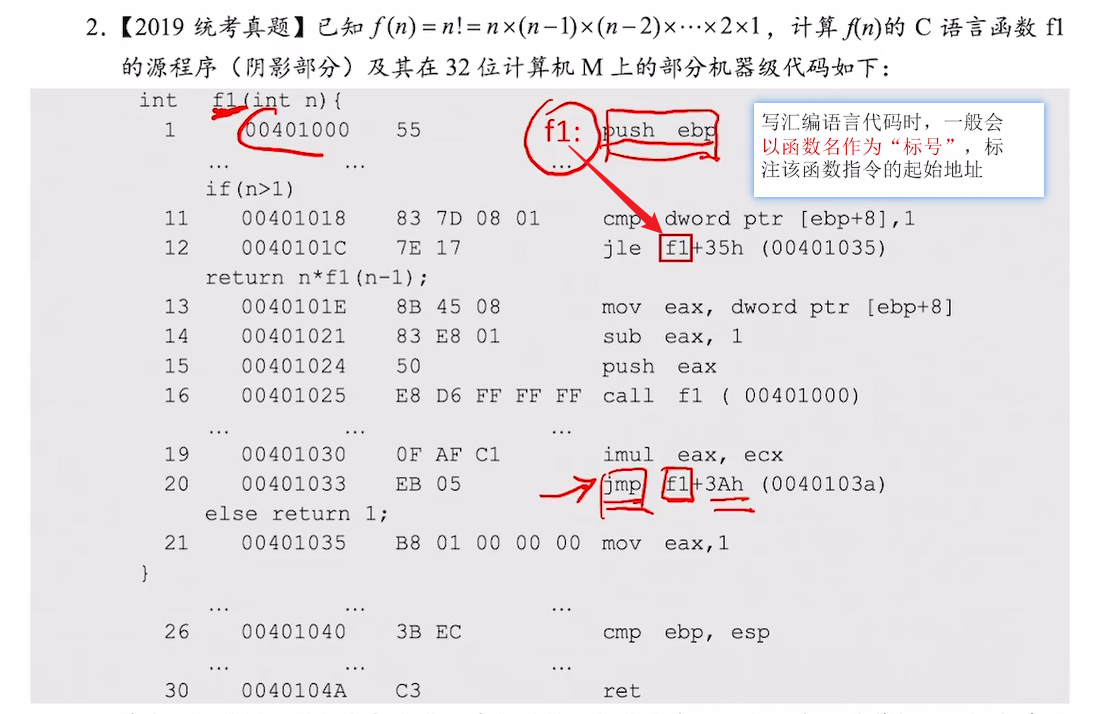 2.【2019 统考真题】已知 f(n)=n!=n×(n−1)×(n−2)×⋯×2×1，计算 f(n)的 C 语言函数 f1
的源程序（阴影部分）及其在 32 位计算机 M 上的部分机器级代码如下：
int f1(int n){
1 00401000 55 f1: push ebp
… … …
if(n>1)
11 00401018 83 7D 08 01 cmp dword ptr [ebp+8],1
12 0040101C 7E 17 jle f1+35h (00401035)
return n*f1(n-1);
13 0040101E 8B 45 08 mov eax, dword ptr [ebp+8]
14 00401021 83 E8 01 sub eax, 1
15 00401024 50 push eax
16 00401025 E8 D6 FF FF FF call f1 ( 00401000)
… … …
19 00401030 0F AF C1 imul eax, ecx
20 00401033 EB 05 jmp f1+3Ah (0040103a)
else return 1;
21 00401035 B8 01 00 00 00 mov eax,1
}
… … …
26 00401040 3B EC cmp ebp, esp
… … …
30 0040104A C3 ret
写汇编语言代码时，一般会
以函数名作为“标号”，标
注该函数指令的起始地址